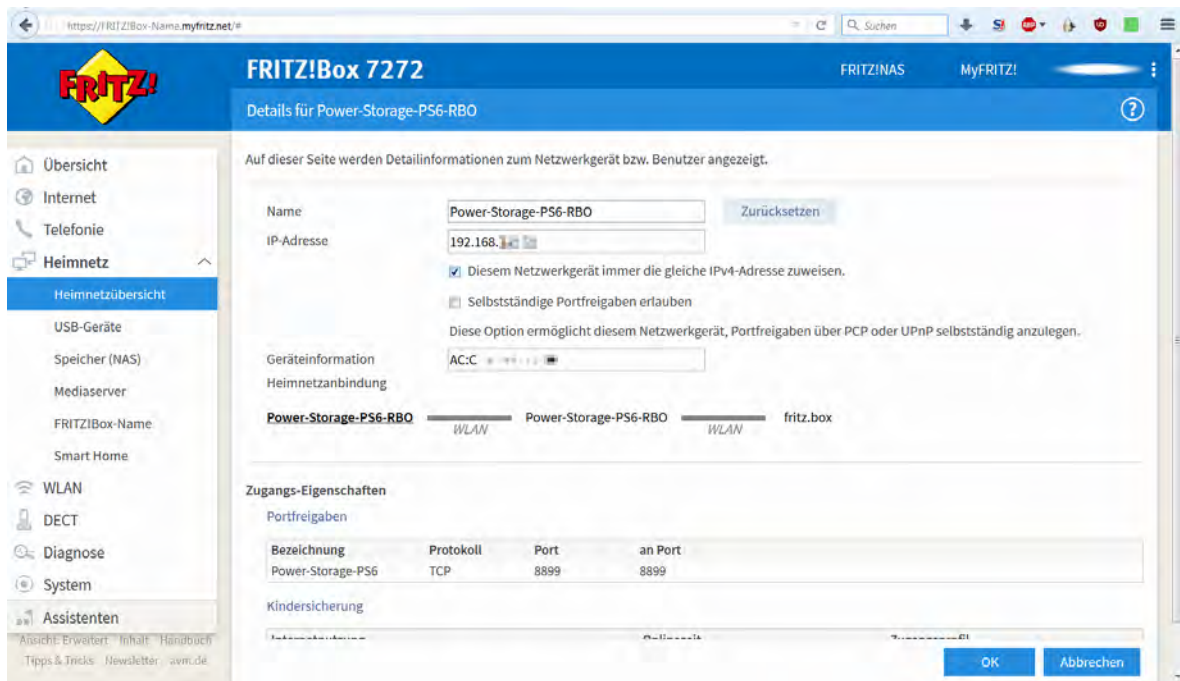 https://FRITZ!Box-Name.myfritz.net/#
Suchen
FRITZ!
FRITZ!Box 7272
FRITZ!NAS
MyFRITZ!
Details für Power-Storage-PS6-RBO
Übersicht
Internet
Telefonie
Heimnetz
Heimnetzübersicht
USB-Geräte
Speicher (NAS)
Mediaserver
FRITZ!Box-Name
Smart Home
WLAN
DECT
Diagnose
System
Assistenten
Ansicht: Erweitert Inhalt Handbuch
Tipps & Tricks Newsletter avm.de
Auf dieser Seite werden Detailinformationen zum Netzwerkgerät bzw. Benutzer angezeigt.
Name Power-Storage-PS6-RBO Zurücksetzen
IP-Adresse 192.168.
Diesem Netzwerkgerät immer die gleiche IPv4-Adresse zuweisen.
Selbstständige Portfreigaben erlauben
Diese Option ermöglicht diesem Netzwerkgerät, Portfreigaben über PCP oder UPnP selbstständig anzulegen.
Geräteinformation AC:C
Heimnetzanbindung
Power-Storage-PS6-RBO WLAN Power-Storage-PS6-RBO WLAN fritz.box
Zugangs-Eigenschaften
Portfreigaben
Bezeichnung Protokoll Port an Port
Power-Storage-PS6 TCP 8899 8899
Kindersicherung
OK Abbrechen